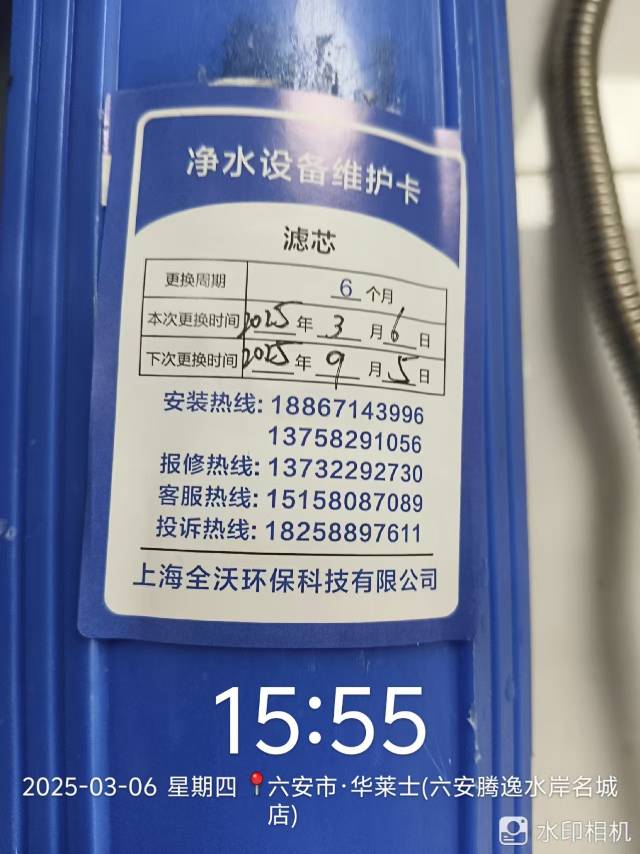 净水设备维护卡
滤芯
更换周期 6 个月
本次更换时间 2025 年 3 月 6 日
下次更换时间 2025 年 9 月 5 日
安装热线: 18867143996
13758291056
报修热线: 13732292730
客服热线: 15158087089
投诉热线: 18258897611
上海全沃环保科技有限公司
15:55
2025-03-06 星期四 六安市·华莱士(六安腾逸水岸名城
店)
水印相机